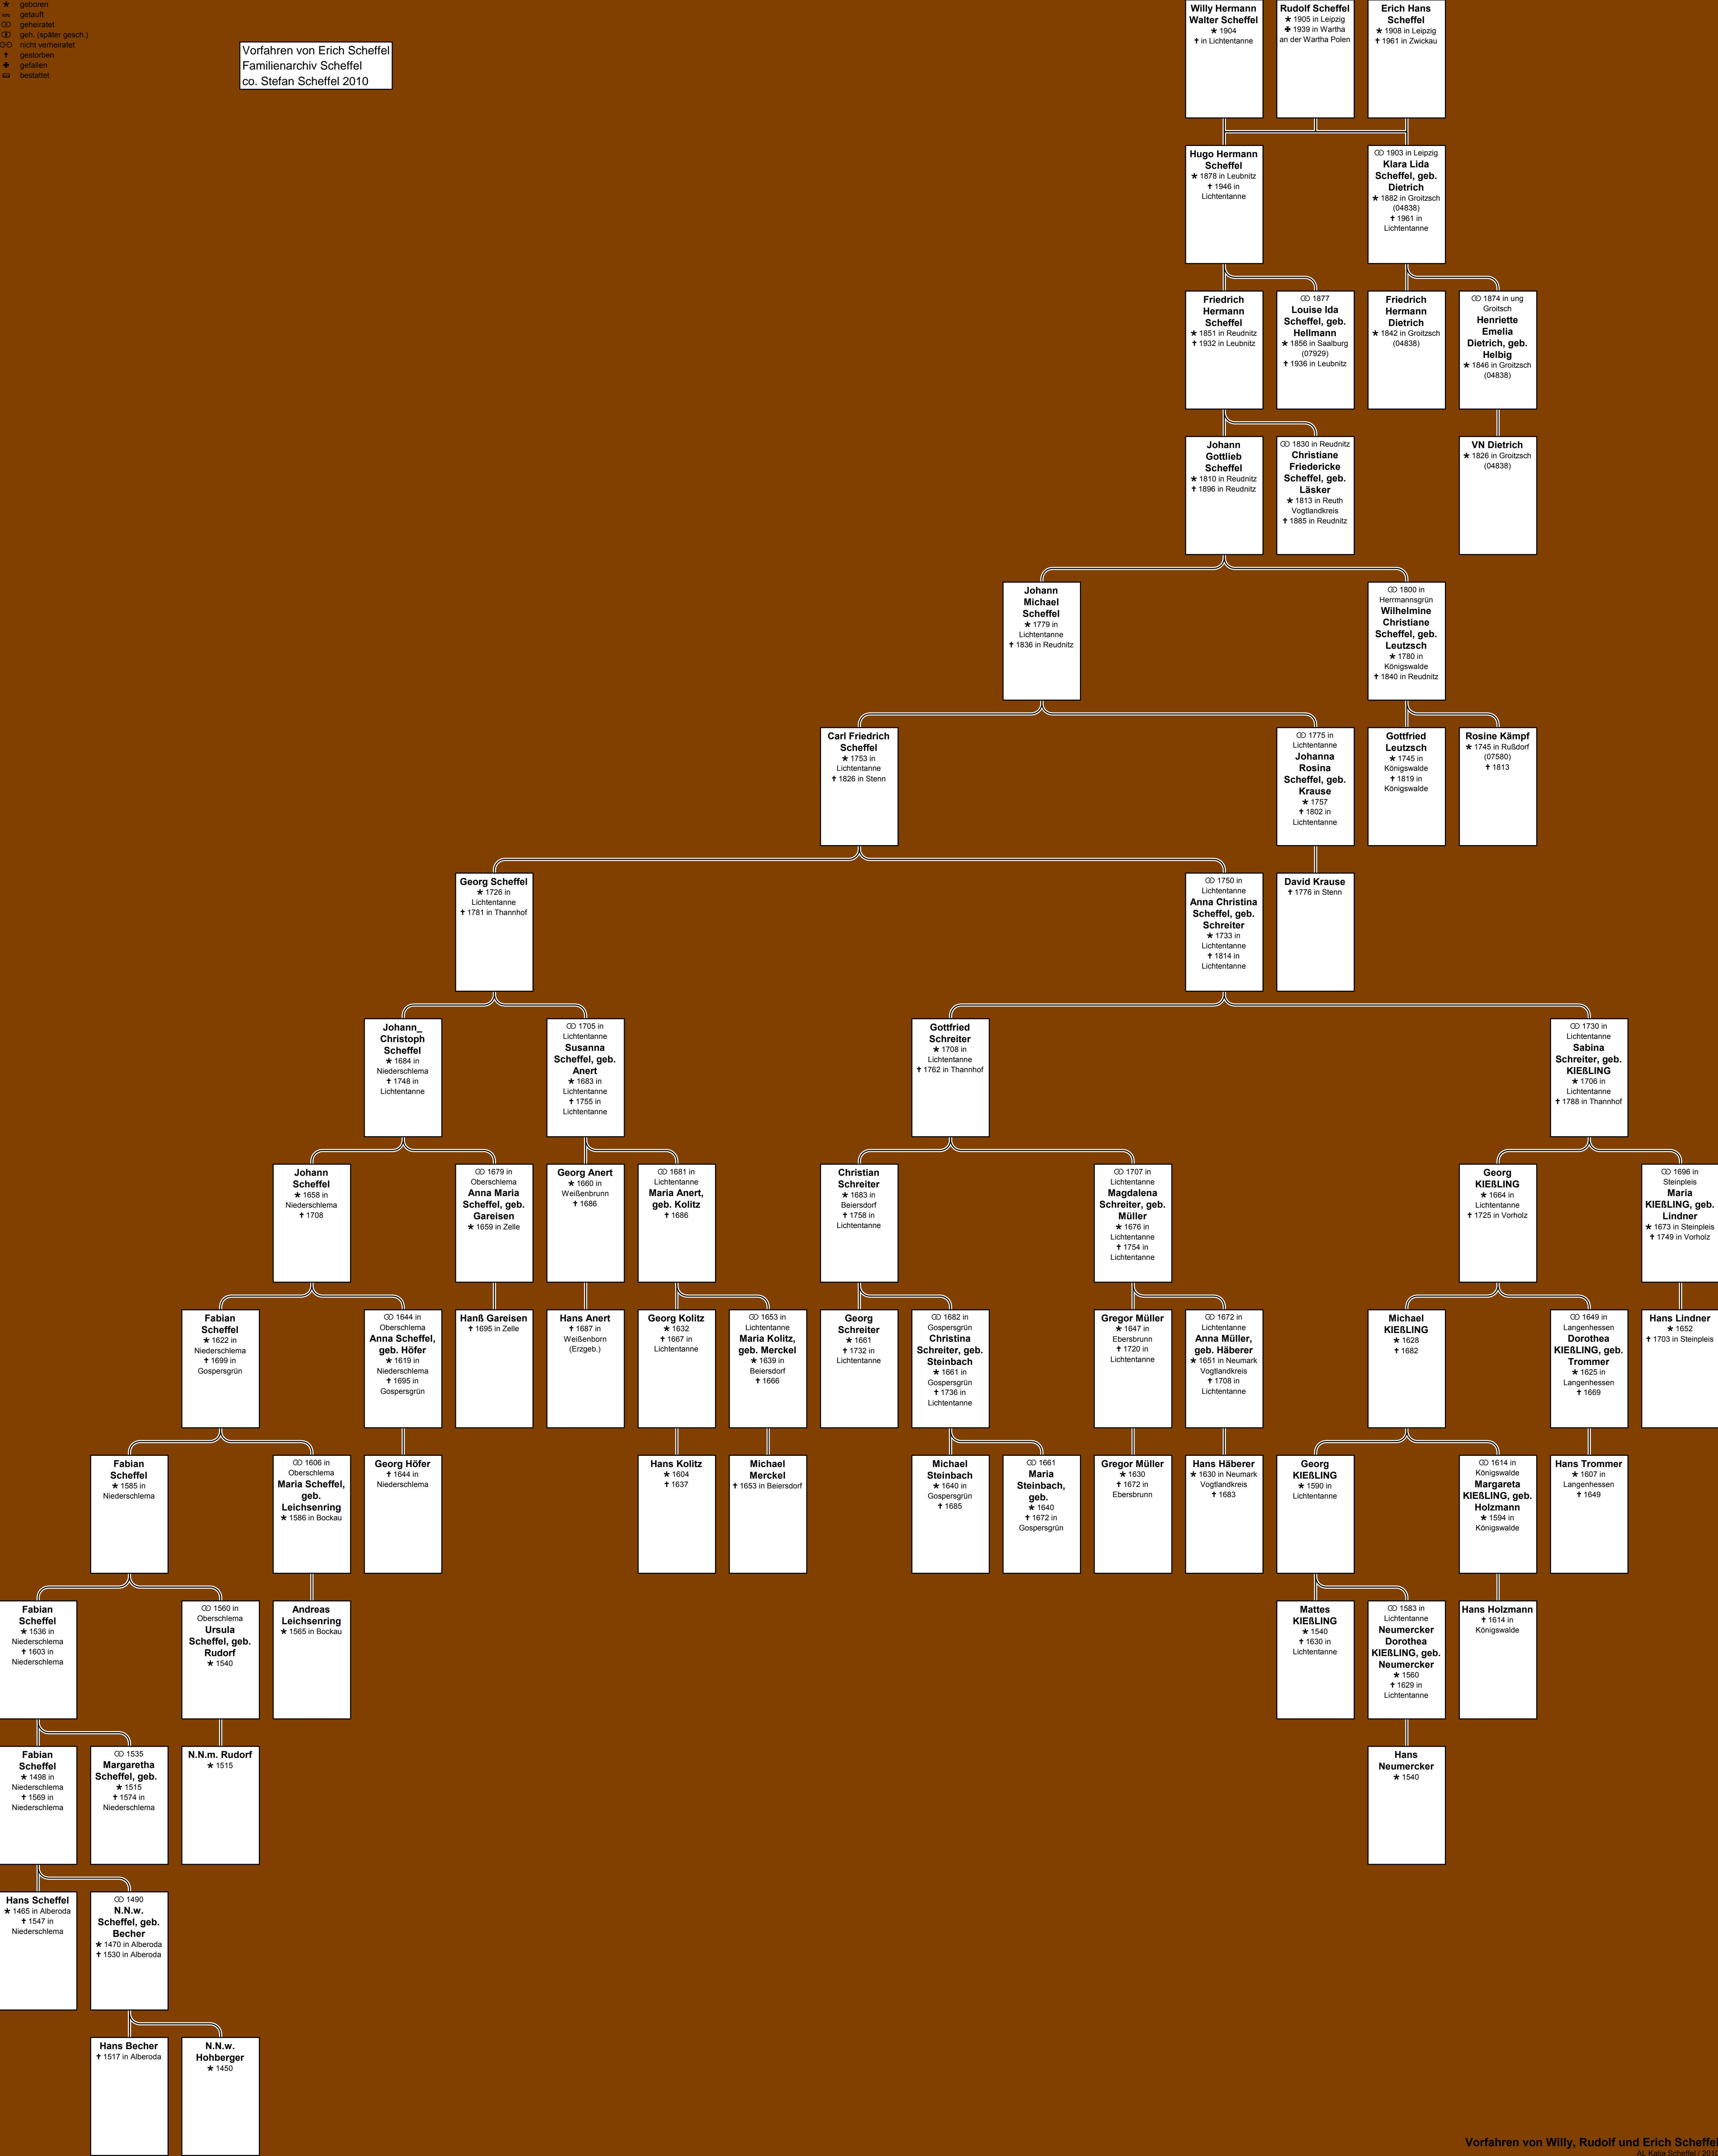 ★ geboren
~~~ getauft
⚭ geheiratet
geh. (später gesch.)
nicht verheiratet
✝ gestorben
✠ gefallen
bestattet
Vorfahren von Erich Scheffel
Familienarchiv Scheffel
co. Stefan Scheffel 2010
Willy Hermann
Walter Scheffel
★ 1904
✝ in Lichtentanne
Rudolf Scheffel
★ 1905 in Leipzig
✠ 1939 in Wartha
an der Wartha Polen
Erich Hans
Scheffel
★ 1908 in Leipzig
✝ 1961 in Zwickau
Hugo Hermann
Scheffel
★ 1878 in Leubnitz
✝ 1946 in
Lichtentanne
⚭ 1903 in Leipzig
Klara Lida
Scheffel, geb.
Dietrich
★ 1882 in Groitzsch
(04838)
✝ 1961 in
Lichtentanne
Friedrich
Hermann
Scheffel
★ 1851 in Reudnitz
✝ 1932 in Leubnitz
⚭ 1877
Louise Ida
Scheffel, geb.
Hellmann
★ 1856 in Saalburg
(07929)
✝ 1936 in Leubnitz
Friedrich
Hermann
Dietrich
★ 1842 in Groitzsch
(04838)
⚭ 1874 in ung
Groitsch
Henriette
Emelia
Dietrich, geb.
Helbig
★ 1846 in Groitzsch
(04838)
Johann
Gottlieb
Scheffel
★ 1810 in Reudnitz
✝ 1896 in Reudnitz
⚭ 1830 in Reudnitz
Christiane
Friedericke
Scheffel, geb.
Läsker
★ 1813 in Reuth
Vogtlandkreis
✝ 1885 in Reudnitz
VN Dietrich
★ 1826 in Groitzsch
(04838)
Johann
Michael
Scheffel
★ 1779 in
Lichtentanne
✝ 1836 in Reudnitz
⚭ 1800 in
Herrmannsgrün
Wilhelmine
Christiane
Scheffel, geb.
Leutzsch
★ 1780 in
Königswalde
✝ 1840 in Reudnitz
Carl Friedrich
Scheffel
★ 1753 in
Lichtentanne
✝ 1826 in Stenn
⚭ 1775 in
Lichtentanne
Johanna
Rosina
Scheffel, geb.
Krause
★ 1757
✝ 1802 in
Lichtentanne
Gottfried
Leutzsch
★ 1745 in
Königswalde
✝ 1819 in
Königswalde
Rosine Kämpf
★ 1745 in Rußdorf
(07580)
✝ 1813
Georg Scheffel
★ 1726 in
Lichtentanne
✝ 1781 in Thannhof
⚭ 1750 in
Lichtentanne
Anna Christina
Scheffel, geb.
Schreiter
★ 1733 in
Lichtentanne
✝ 1814 in
Lichtentanne
David Krause
✝ 1776 in Stenn
Johann_
Christoph
Scheffel
★ 1684 in
Niederschlema
✝ 1748 in
Lichtentanne
⚭ 1705 in
Lichtentanne
Susanna
Scheffel, geb.
Anert
★ 1683 in
Lichtentanne
✝ 1755 in
Lichtentanne
Gottfried
Schreiter
★ 1708 in
Lichtentanne
✝ 1762 in Thannhof
⚭ 1730 in
Lichtentanne
Sabina
Schreiter, geb.
KIEßLING
★ 1706 in
Lichtentanne
✝ 1788 in Thannhof
Johann
Scheffel
★ 1658 in
Niederschlema
✝ 1708
⚭ 1679 in
Oberschlema
Anna Maria
Scheffel, geb.
Gareisen
★ 1659 in Zelle
Georg Anert
★ 1660 in
Weißenbrunn
✝ 1686
⚭ 1681 in
Lichtentanne
Maria Anert,
geb. Kolitz
✝ 1686
Christian
Schreiter
★ 1683 in
Beiersdorf
✝ 1758 in
Lichtentanne
⚭ 1707 in
Lichtentanne
Magdalena
Schreiter, geb.
Müller
★ 1676 in
Lichtentanne
✝ 1754 in
Lichtentanne
Georg
KIEßLING
★ 1664 in
Lichtentanne
✝ 1725 in Vorholz
⚭ 1696 in
Steinpleis
Maria
KIEßLING, geb.
Lindner
★ 1673 in Steinpleis
✝ 1749 in Vorholz
Fabian
Scheffel
★ 1622 in
Niederschlema
✝ 1699 in
Gospersgrün
⚭ 1644 in
Oberschlema
Anna Scheffel,
geb. Höfer
★ 1619 in
Niederschlema
✝ 1695 in
Gospersgrün
Hanß Gareisen
✝ 1695 in Zelle
Hans Anert
✝ 1687 in
Weißenborn
(Erzgeb.)
Georg Kolitz
★ 1632
✝ 1667 in
Lichtentanne
⚭ 1653 in
Lichtentanne
Maria Kolitz,
geb. Merckel
★ 1639 in
Beiersdorf
✝ 1666
Georg
Schreiter
★ 1661
✝ 1732 in
Lichtentanne
⚭ 1682 in
Gospersgrün
Christina
Schreiter, geb.
Steinbach
★ 1661 in
Gospersgrün
✝ 1736 in
Lichtentanne
Gregor Müller
★ 1647 in
Ebersbrunn
✝ 1720 in
Lichtentanne
⚭ 1672 in
Lichtentanne
Anna Müller,
geb. Häberer
★ 1651 in Neumark
Vogtlandkreis
✝ 1708 in
Lichtentanne
Michael
KIEßLING
★ 1628
✝ 1682
⚭ 1649 in
Langenhessen
Dorothea
KIEßLING, geb.
Trommer
★ 1625 in
Langenhessen
✝ 1669
Hans Lindner
★ 1652
✝ 1703 in Steinpleis
Fabian
Scheffel
★ 1585 in
Niederschlema
⚭ 1606 in
Oberschlema
Maria Scheffel,
geb.
Leichsenring
★ 1586 in Bockau
Georg Höfer
✝ 1644 in
Niederschlema
Hans Kolitz
★ 1604
✝ 1637
Michael
Merckel
✝ 1653 in Beiersdorf
Michael
Steinbach
★ 1640 in
Gospersgrün
✝ 1685
⚭ 1661
Maria
Steinbach,
geb.
★ 1640
✝ 1672 in
Gospersgrün
Gregor Müller
★ 1630
✝ 1672 in
Ebersbrunn
Hans Häberer
★ 1630 in Neumark
Vogtlandkreis
✝ 1683
Georg
KIEßLING
★ 1590 in
Lichtentanne
⚭ 1614 in
Königswalde
Margareta
KIEßLING, geb.
Holzmann
★ 1594 in
Königswalde
Hans Trommer
★ 1607 in
Langenhessen
✝ 1649
Fabian
Scheffel
★ 1536 in
Niederschlema
✝ 1603 in
Niederschlema
⚭ 1560 in
Oberschlema
Ursula
Scheffel, geb.
Rudorf
★ 1540
Andreas
Leichsenring
★ 1565 in Bockau
Mattes
KIEßLING
★ 1540
✝ 1630 in
Lichtentanne
⚭ 1583 in
Lichtentanne
Neumercker
Dorothea
KIEßLING, geb.
Neumercker
★ 1560
✝ 1629 in
Lichtentanne
Hans Holzmann
✝ 1614 in
Königswalde
Fabian
Scheffel
★ 1498 in
Niederschlema
✝ 1569 in
Niederschlema
⚭ 1535
Margaretha
Scheffel, geb.
★ 1515
✝ 1574 in
Niederschlema
N.N.m. Rudorf
★ 1515
Hans
Neumercker
★ 1540
Hans Scheffel
★ 1465 in Alberoda
✝ 1547 in
Niederschlema
⚭ 1490
N.N.w.
Scheffel, geb.
Becher
★ 1470 in Alberoda
✝ 1530 in Alberoda
Hans Becher
✝ 1517 in Alberoda
N.N.w.
Hohberger
★ 1450
Vorfahren von Willy, Rudolf und Erich Scheffel
AL Katja Scheffel / 2010